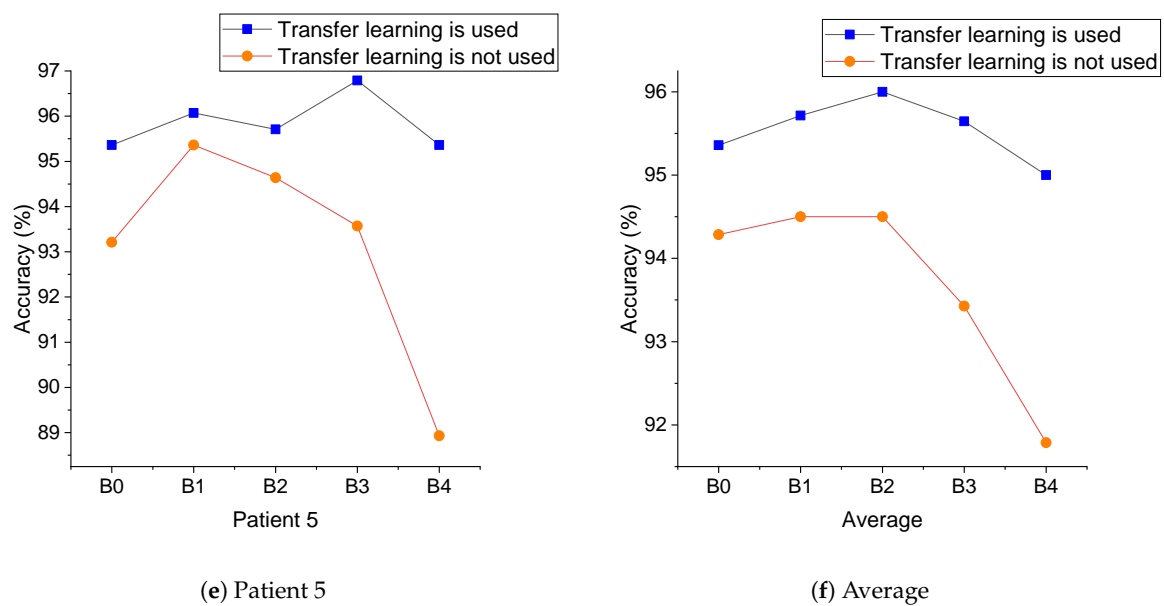 Transfer learning is used
Transfer learning is not used
97
96
95
94
93
92
91
90
89
Accuracy (%)
B0 B1 B2 B3 B4
Patient 5
(e) Patient 5
Transfer learning is used
Transfer learning is not used
96
95
94
93
92
Accuracy (%)
B0 B1 B2 B3 B4
Average
(f) Average